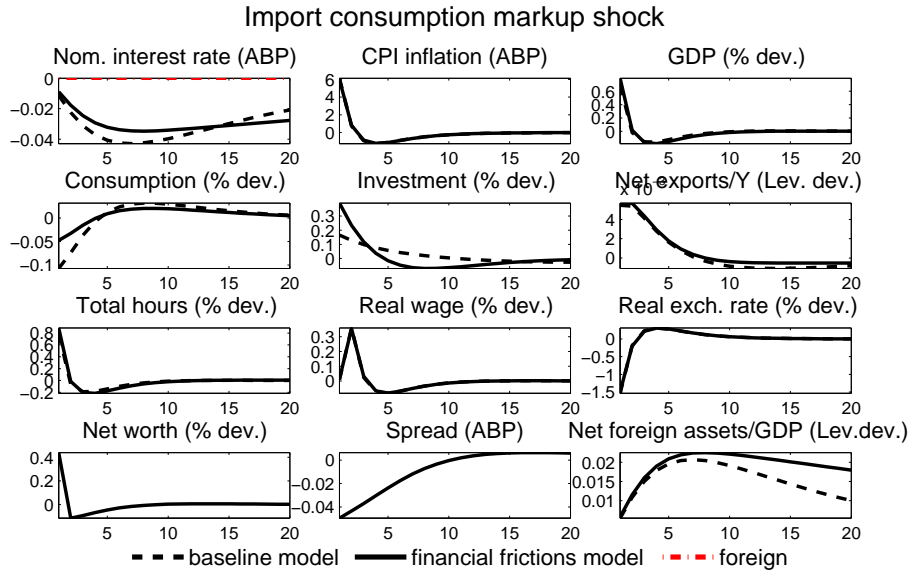 Import consumption markup shock
Nom. interest rate (ABP) CPI inflation (ABP) GDP (% dev.)
0
−0.02
−0.04
5 10 15 20
6
4
2
0
5 10 15 20
0.6
0.4
0.2
0
5 10 15 20
Consumption (% dev.) Investment (% dev.) Net exports/Y (Lev. dev.)
0
−0.05
−0.1
5 10 15 20
0.3
0.2
0.1
0
5 10 15 20
x 10
4
2
0
5 10 15 20
Total hours (% dev.) Real wage (% dev.) Real exch. rate (% dev.)
0.8
0.6
0.4
0.2
0
−0.2
5 10 15 20
0.3
0.2
0.1
0
5 10 15 20
0
−0.5
−1
−1.5
5 10 15 20
Net worth (% dev.) Spread (ABP) Net foreign assets/GDP (Lev.dev.)
0.4
0.2
0
5 10 15 20
0
−0.02
−0.04
5 10 15 20
0.02
0.015
0.01
5 10 15 20
baseline model financial frictions model foreign